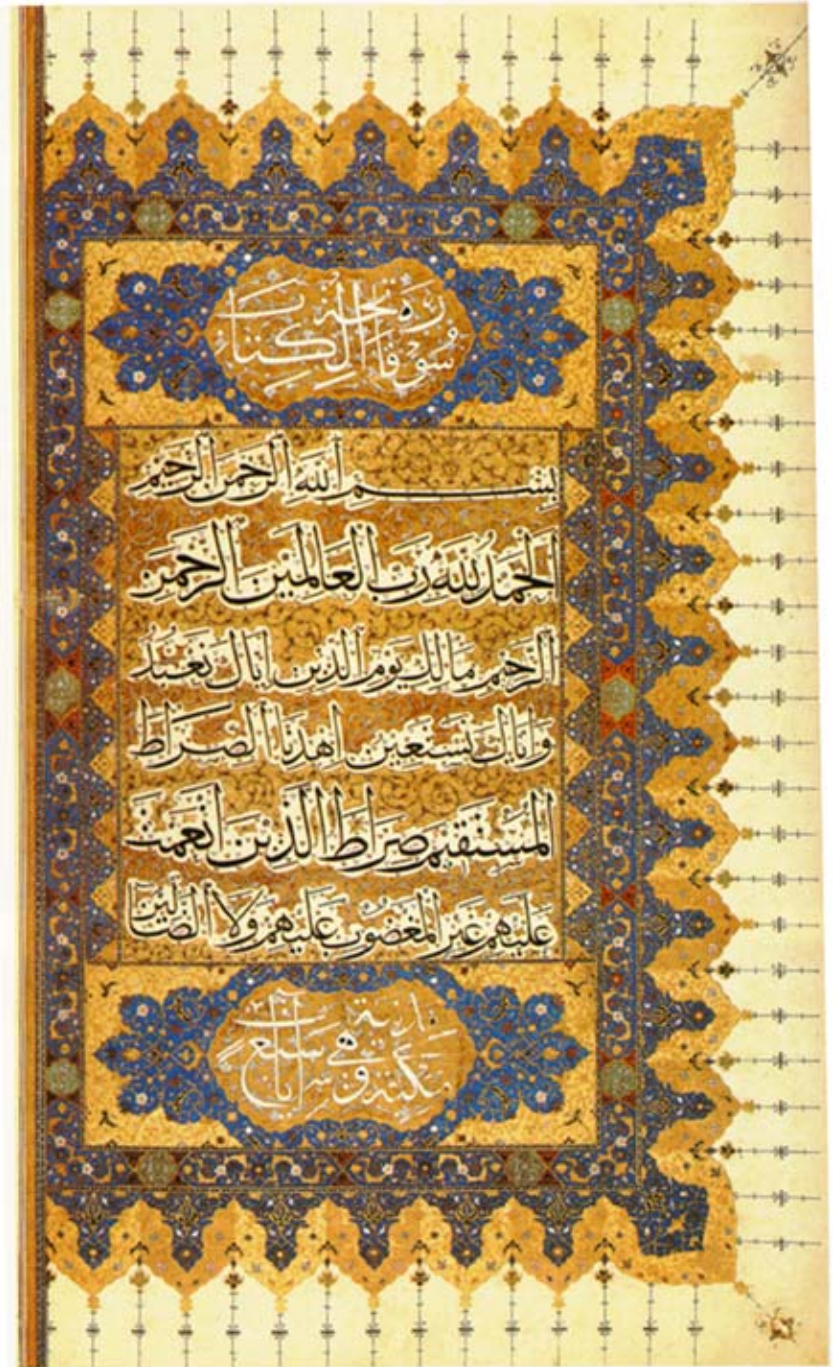 سورة فاتحة الكتاب
بسم الله الرحمن الرحيم
الحمد لله رب العالمين الرحمن
الرحيم مالك يوم الدين اياك نعبد
واياك نستعين اهدنا الصراط
المستقيم صراط الذين انعمت
عليهم غير المغضوب عليهم ولا الضالين
مكية وهي سبع ايات